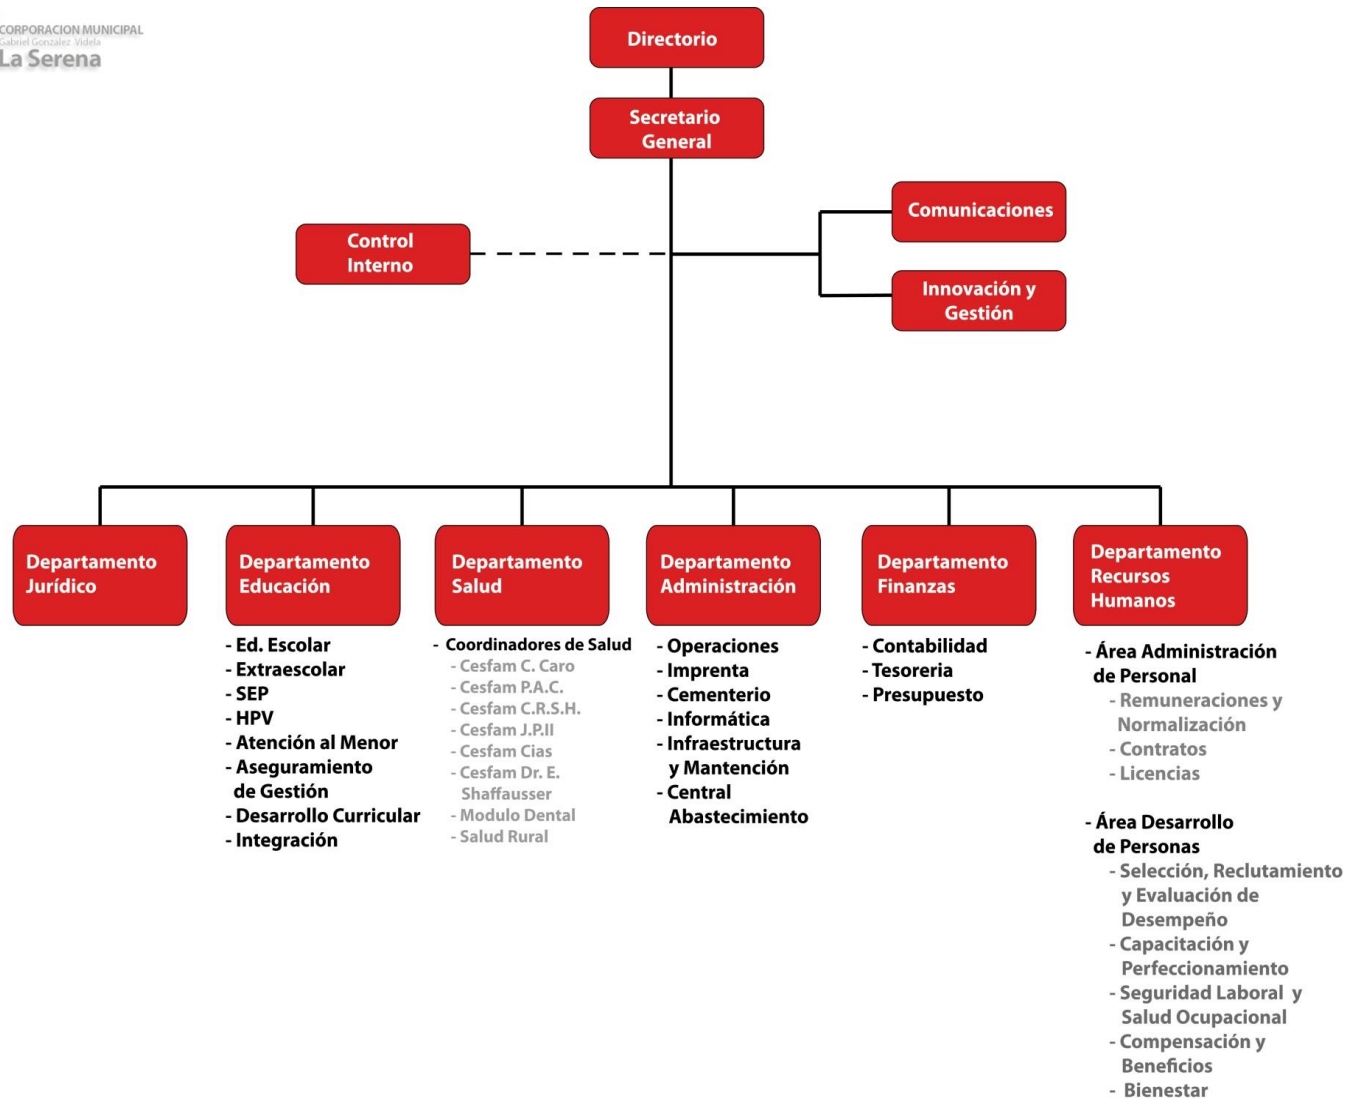 CORPORACION MUNICIPAL
Gabriel González Videla
La Serena
Directorio
Secretario
General
Comunicaciones
Control
Interno
Innovación y
Gestión
Departamento
Jurídico
Departamento
Educación
- Ed. Escolar
- Extraescolar
- SEP
- HPV
- Atención al Menor
- Aseguramiento
de Gestión
- Desarrollo Curricular
- Integración
Departamento
Salud
- Coordinadores de Salud
- Cesfam C. Caro
- Cesfam P.A.C.
- Cesfam C.R.S.H.
- Cesfam J.P.II
- Cesfam Cias
- Cesfam Dr. E.
Shaffausser
- Modulo Dental
- Salud Rural
Departamento
Administración
- Operaciones
- Imprenta
- Cementerio
- Informática
- Infraestructura
y Mantención
- Central
Abastecimiento
Departamento
Finanzas
- Contabilidad
- Tesoreria
- Presupuesto
Departamento
Recursos
Humanos
- Área Administración
de Personal
- Remuneraciones y
Normalización
- Contratos
- Licencias
- Área Desarrollo
de Personas
- Selección, Reclutamiento
y Evaluación de
Desempeño
- Capacitación y
Perfeccionamiento
- Seguridad Laboral y
Salud Ocupacional
- Compensación y
Beneficios
- Bienestar